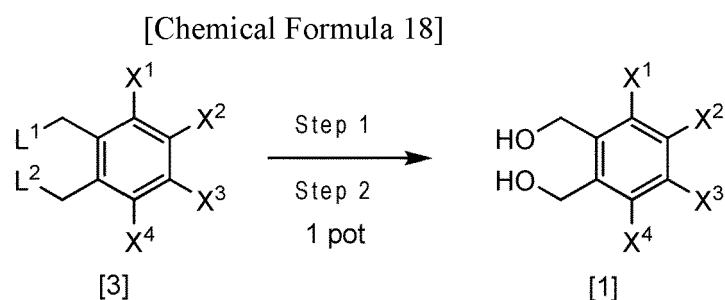 [Chemical Formula 18]
X¹
X²
L¹
L²
X³
X⁴
[3]
Step 1
Step 2
1 pot
X¹
X²
HO
HO
X³
X⁴
[1]